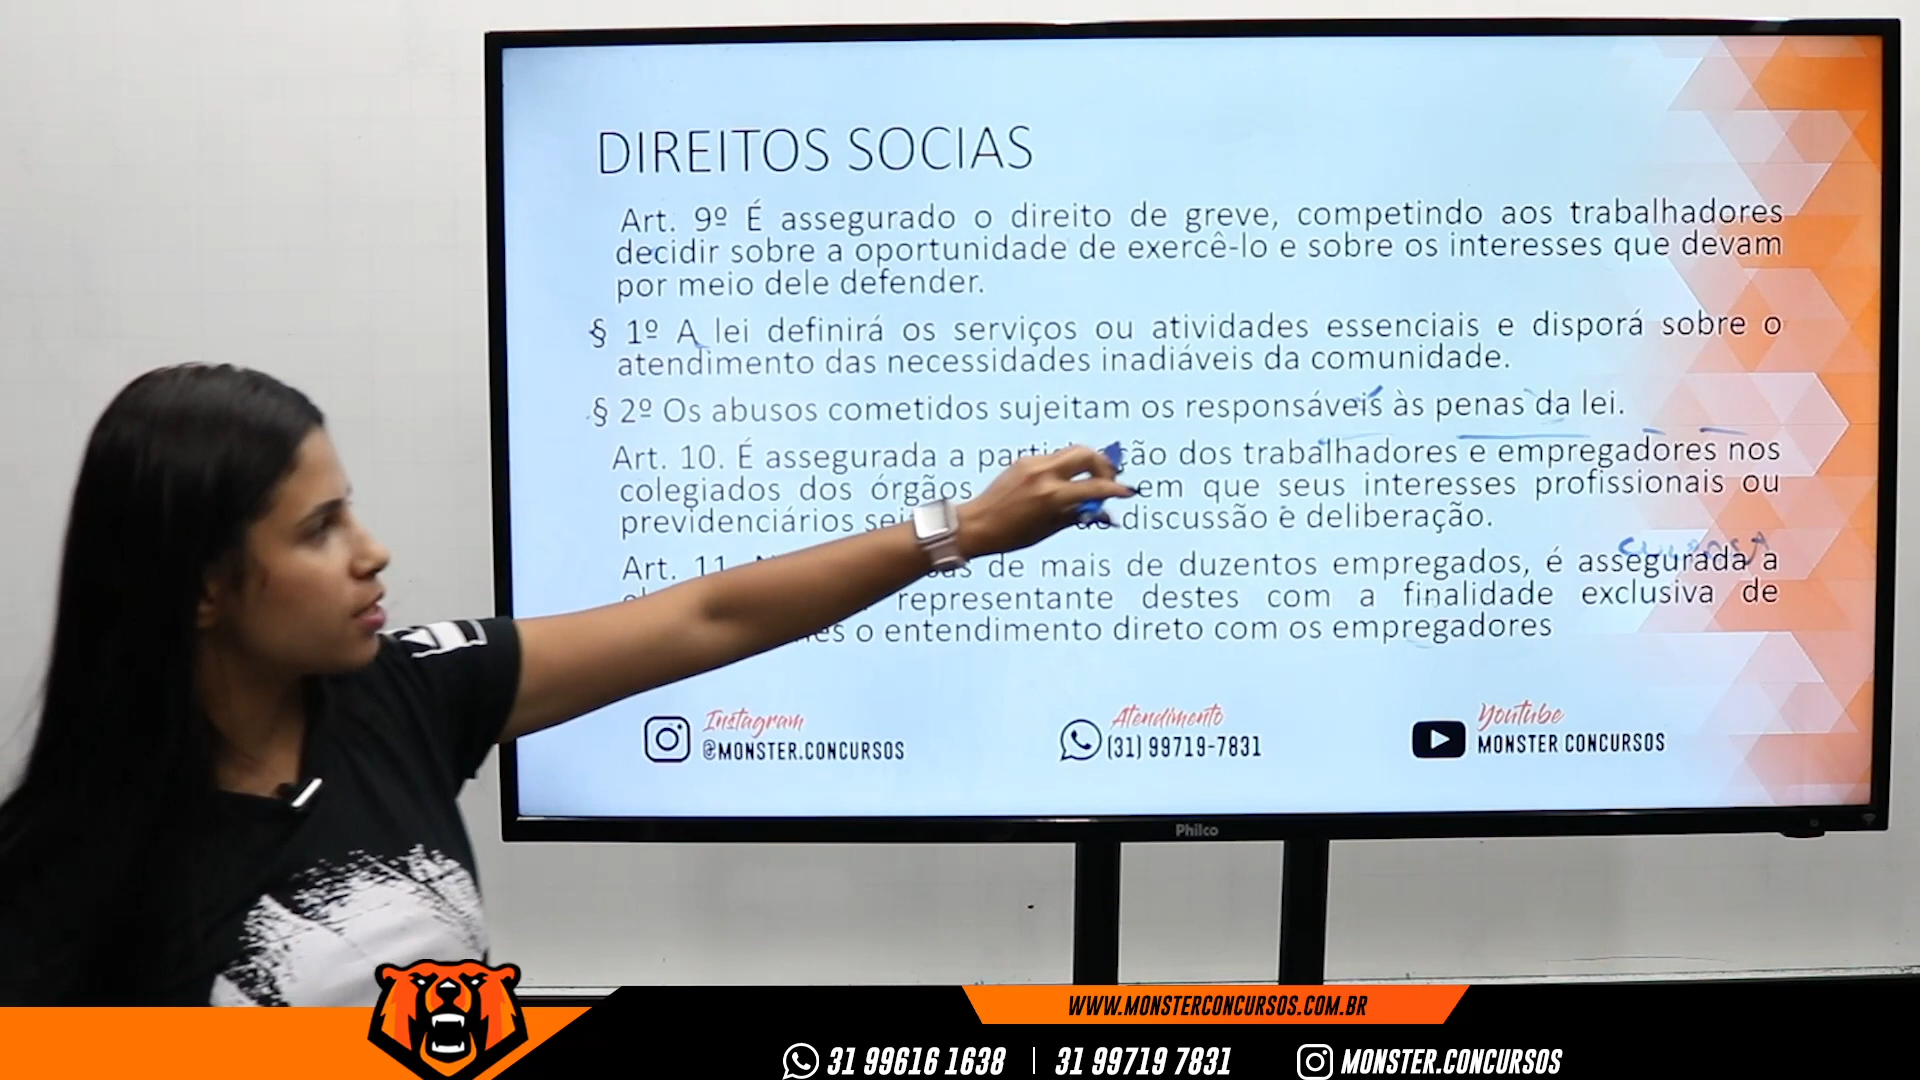 DIREITOS SOCIAS
Art. 9º É assegurado o direito de greve, competindo aos trabalhadores
decidir sobre a oportunidade de exercê-lo e sobre os interesses que devam
por meio dele defender.
§ 1º A lei definirá os serviços ou atividades essenciais e disporá sobre o
atendimento das necessidades inadiáveis da comunidade.
§ 2º Os abusos cometidos sujeitam os responsáveis às penas da lei.
Art. 10. É assegurada a dos trabalhadores e empregadores nos
colegiados dos órgãos em que seus interesses profissionais ou
previdenciários discussão e deliberação.
Art. 11. de mais de duzentos empregados, é assegurada a
representante destes com a finalidade exclusiva de
o entendimento direto com os empregadores
Instagram
@MONSTER.CONCURSOS
Atendimento
(31) 99719-7831
Youtube
MONSTER CONCURSOS
Philco
WWW.MONSTERCONCURSOS.COM.BR
31 99616 1638 | 31 99719 7831 MONSTER.CONCURSOS